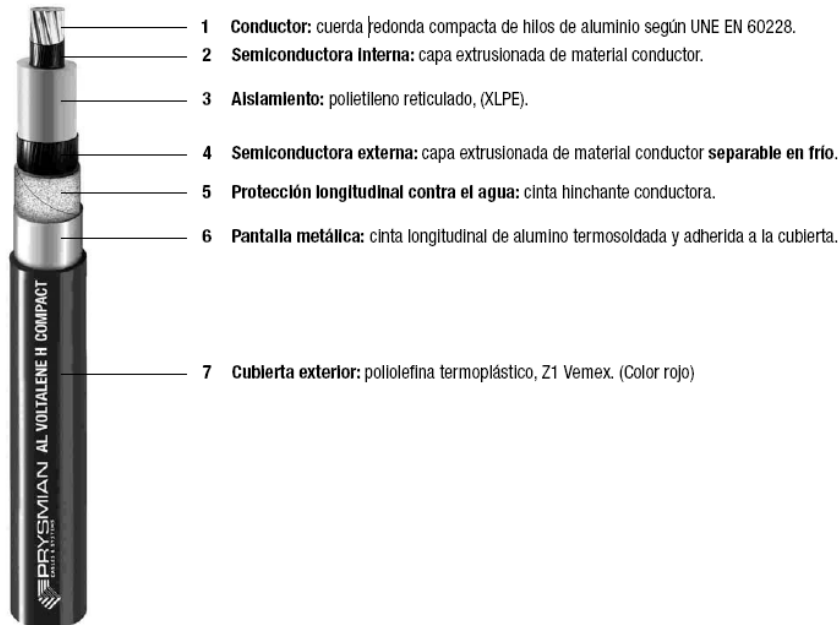 1 Conductor: cuerda redonda compacta de hilos de aluminio según UNE EN 60228.
2 Semiconductora interna: capa extrusionada de material conductor.
3 Aislamiento: polietileno reticulado, (XLPE).
4 Semiconductora externa: capa extrusionada de material conductor separable en frío.
5 Protección longitudinal contra el agua: cinta hinchante conductora.
6 Pantalla metálica: cinta longitudinal de alumino termosoldada y adherida a la cubierta.
7 Cubierta exterior: poliolefina termoplástico, Z1 Vemex. (Color rojo)
PRYSMIAN AL VOLTALENE H COMPACT
CABLES & SYSTEMS